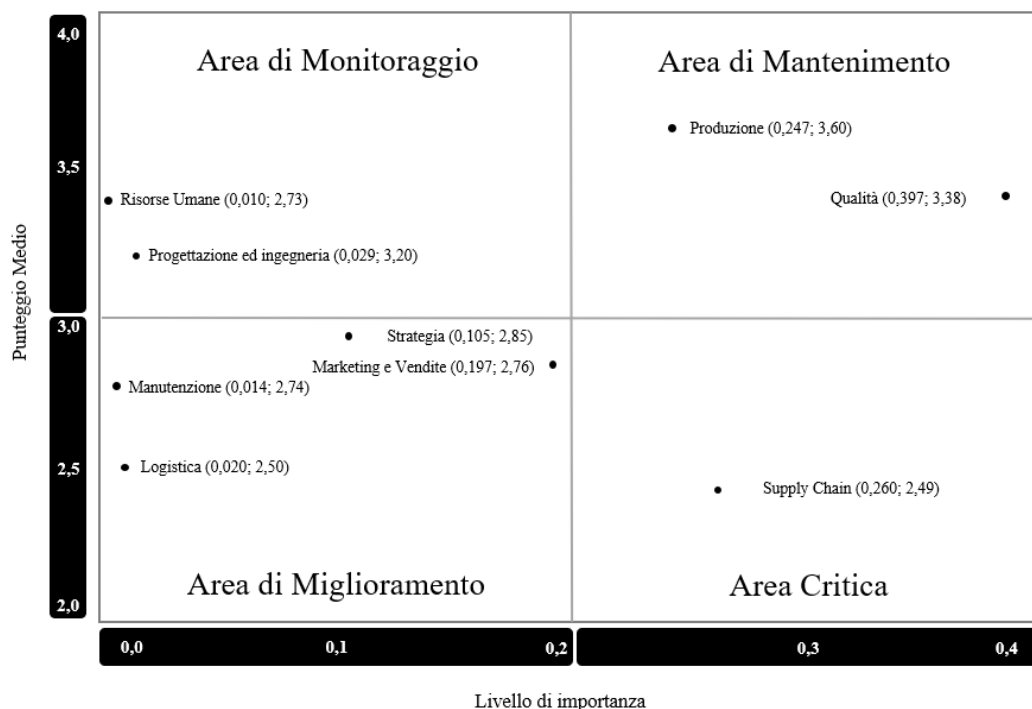 4,0
Area di Monitoraggio
Area di Mantenimento
Produzione (0,247; 3,60)
3,5
Risorse Umane (0,010; 2,73)
Qualità (0,397; 3,38)
Progettazione ed ingegneria (0,029; 3,20)
Punteggio Medio
3,0
Strategia (0,105; 2,85)
Marketing e Vendite (0,197; 2,76)
Manutenzione (0,014; 2,74)
2,5
Logistica (0,020; 2,50)
Supply Chain (0,260; 2,49)
Area di Miglioramento
Area Critica
2,0
0,0 0,1 0,2 0,3 0,4
Livello di importanza